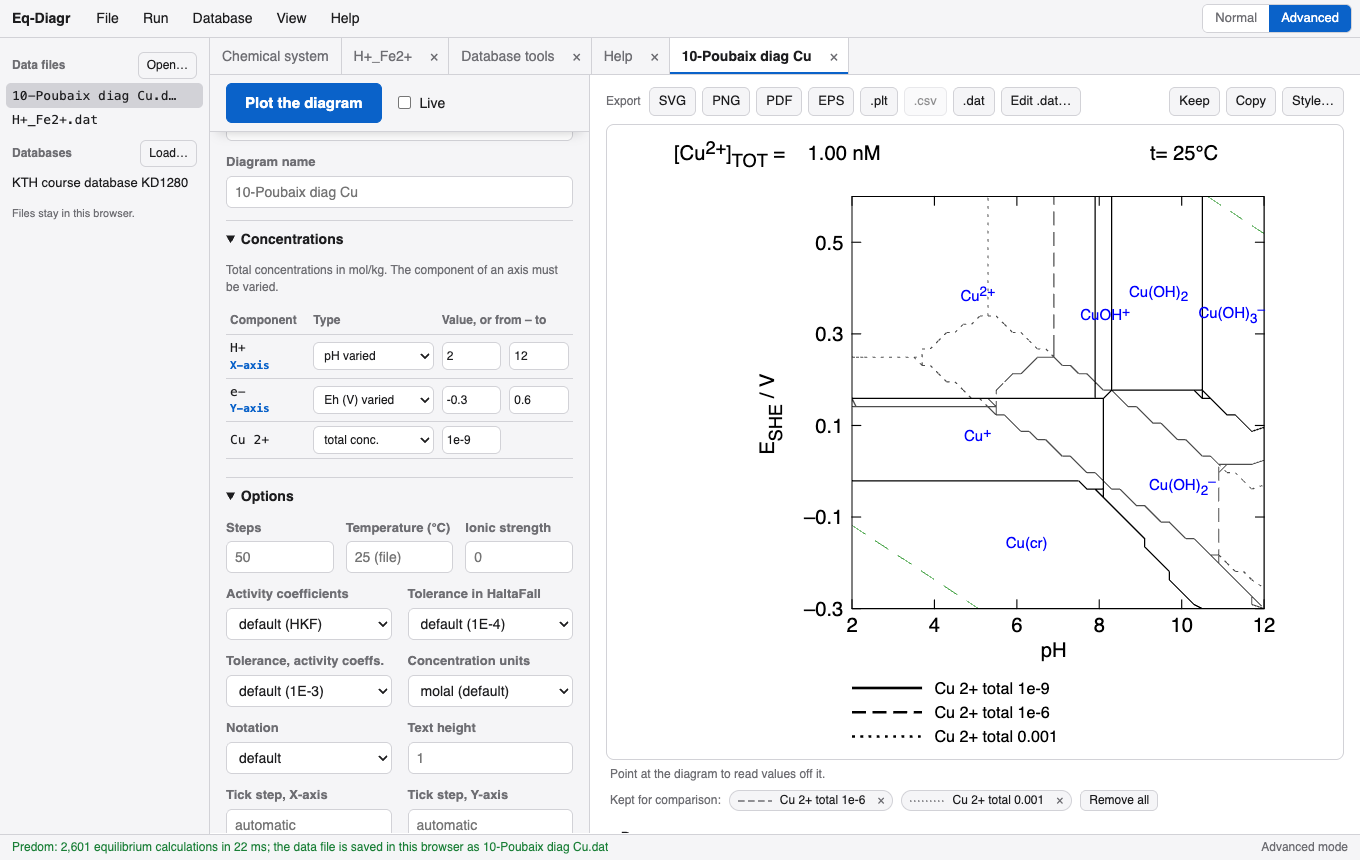 Eq-Diagr File Run Database View Help Normal Advanced
Data files Open…
10-Poubaix diag Cu.d…
H+_Fe2+.dat
Databases Load…
KTH course database KD1280
Files stay in this browser.
Chemical system H+_Fe2+ × Database tools × Help × 10-Poubaix diag Cu ×
Plot the diagram Live
Diagram name
10-Poubaix diag Cu
▼ Concentrations
Total concentrations in mol/kg. The component of an axis must
be varied.
Component Type Value, or from – to
H+
X-axis
pH varied 2 12
e-
Y-axis
Eh (V) varied -0.3 0.6
Cu 2+ total conc. 1e-9
▼ Options
Steps Temperature (°C) Ionic strength
50 25 (file) 0
Activity coefficients Tolerance in HaltaFall
default (HKF) default (1E-4)
Tolerance, activity coeffs. Concentration units
default (1E-3) molal (default)
Notation Text height
default 1
Tick step, X-axis Tick step, Y-axis
automatic automatic
Export SVG PNG PDF EPS .plt .csv .dat Edit .dat… Keep Copy Style…
[Cu2+]TOT = 1.00 nM t= 25°C
0.5
0.3
0.1
–0.1
–0.3
ESHE / V
Cu2+
CuOH+
Cu(OH)2
Cu(OH)3–
Cu+
Cu(OH)2–
Cu(cr)
2 4 6 8 10 12
pH
Cu 2+ total 1e-9
Cu 2+ total 1e-6
Cu 2+ total 0.001
Point at the diagram to read values off it.
Kept for comparison: Cu 2+ total 1e-6 × Cu 2+ total 0.001 × Remove all
Predom: 2,601 equilibrium calculations in 22 ms; the data file is saved in this browser as 10-Poubaix diag Cu.dat Advanced mode